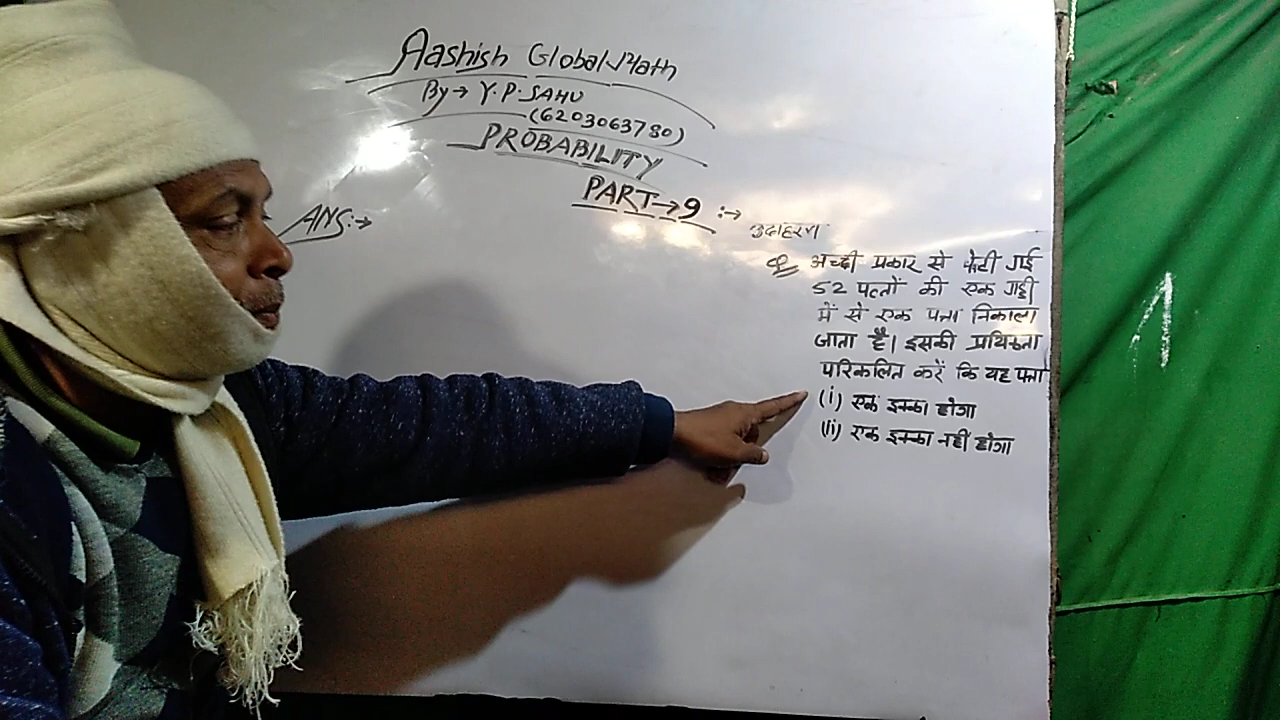 Aashish Global Math
By → Y.P. SAHU
(6203063780)
PROBABILITY
PART → 9 :→
ANS :→
उदाहरण
Q अच्छी प्रकार से फेटी गई
52 पत्तों की एक गड्डी
में से एक पत्ता निकाला
जाता है। इसकी प्रायिकता
परिकलित करें कि यह पत्ता
(i) एक इक्का होगा
(ii) एक इक्का नहीं होगा
1